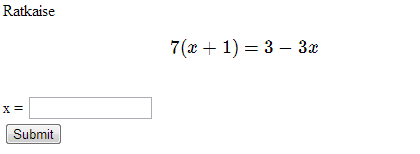 Ratkaise
7(x + 1) = 3 − 3x
x =
Submit